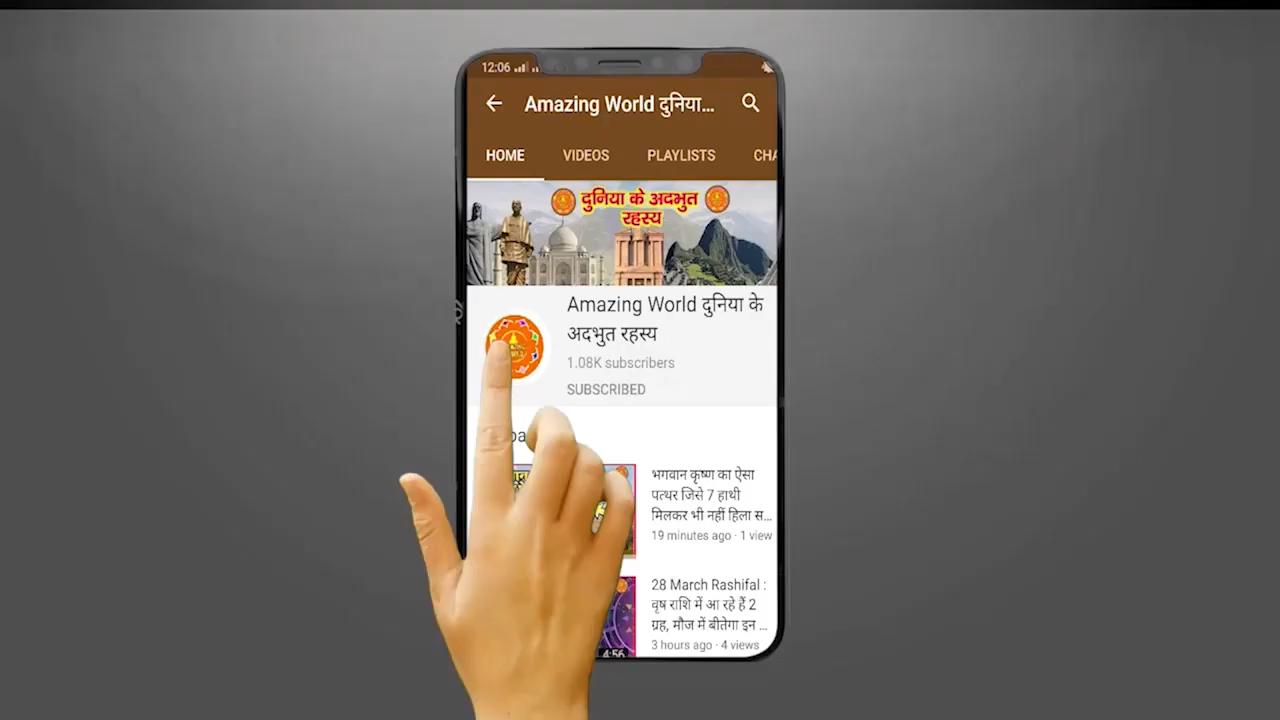 12:06
Amazing World दुनिया...
HOME VIDEOS PLAYLISTS CHA
दुनिया के अदभुत
रहस्य
Amazing World दुनिया के
अदभुत रहस्य
1.08K subscribers
SUBSCRIBED
भगवान कृष्ण का ऐसा
पत्थर जिसे 7 हाथी
मिलकर भी नहीं हिला स...
19 minutes ago · 1 view
28 March Rashifal :
वृष राशि में आ रहे हैं 2
ग्रह, मौज में बीतेगा इन ...
3 hours ago · 4 views
4:56